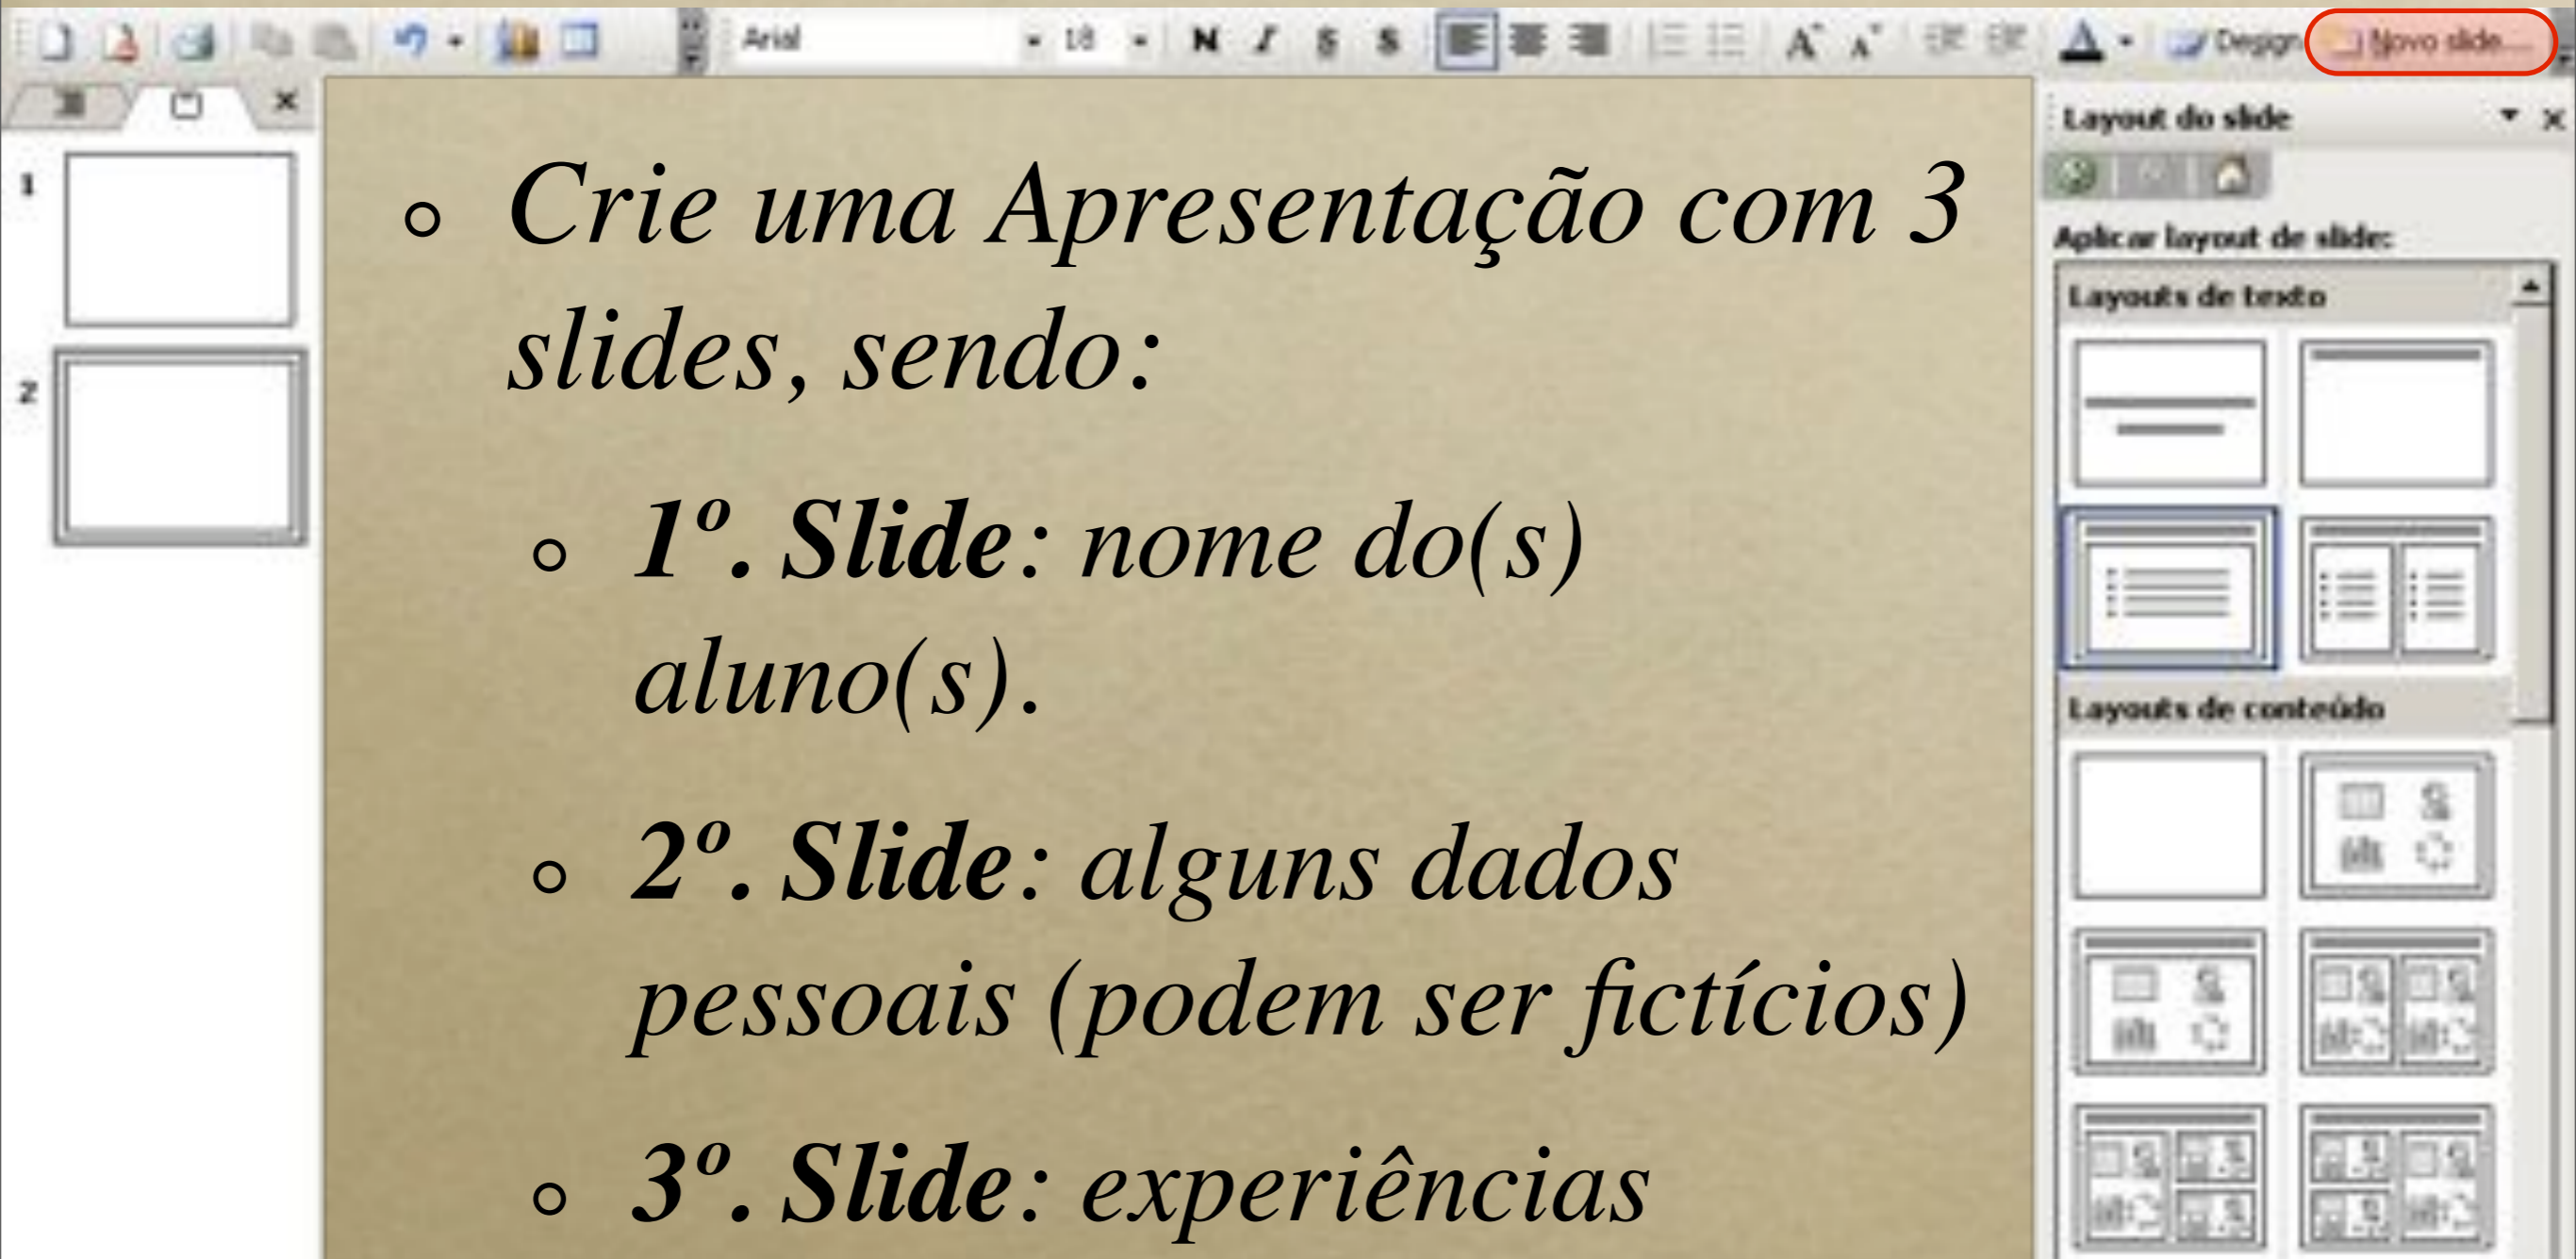 Arial 18 N I S S A A A Design Novo slide...
Layout do slide
Aplicar layout de slide:
Layouts de texto
Layouts de conteúdo
1
2
Crie uma Apresentação com 3
slides, sendo:
1º. Slide: nome do(s)
aluno(s).
2º. Slide: alguns dados
pessoais (podem ser fictícios)
3º. Slide: experiências